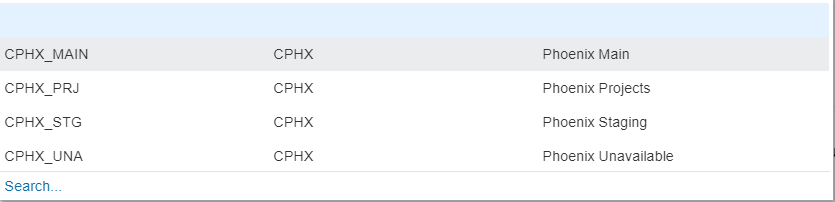 CPHX_MAIN CPHX Phoenix Main
CPHX_PRJ CPHX Phoenix Projects
CPHX_STG CPHX Phoenix Staging
CPHX_UNA CPHX Phoenix Unavailable
Search...